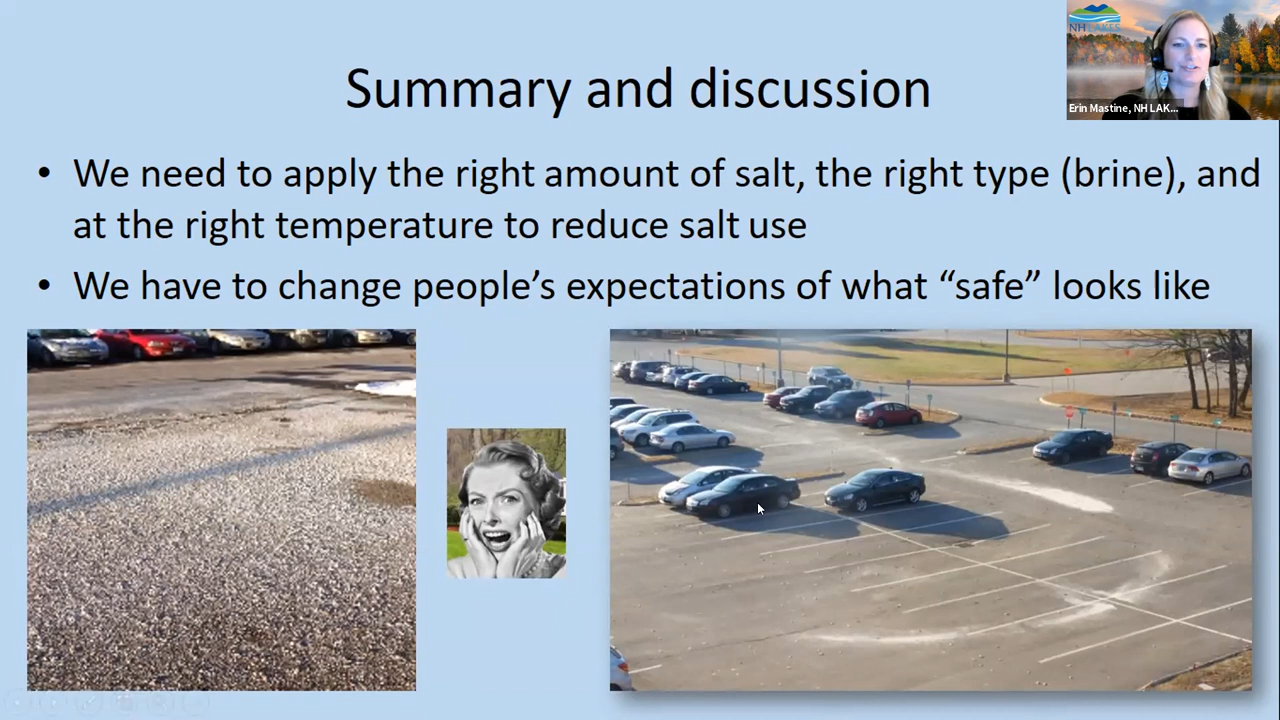 NH LAKES
Erin Mastine, NH LAK...
Summary and discussion
• We need to apply the right amount of salt, the right type (brine), and
at the right temperature to reduce salt use
• We have to change people’s expectations of what “safe” looks like